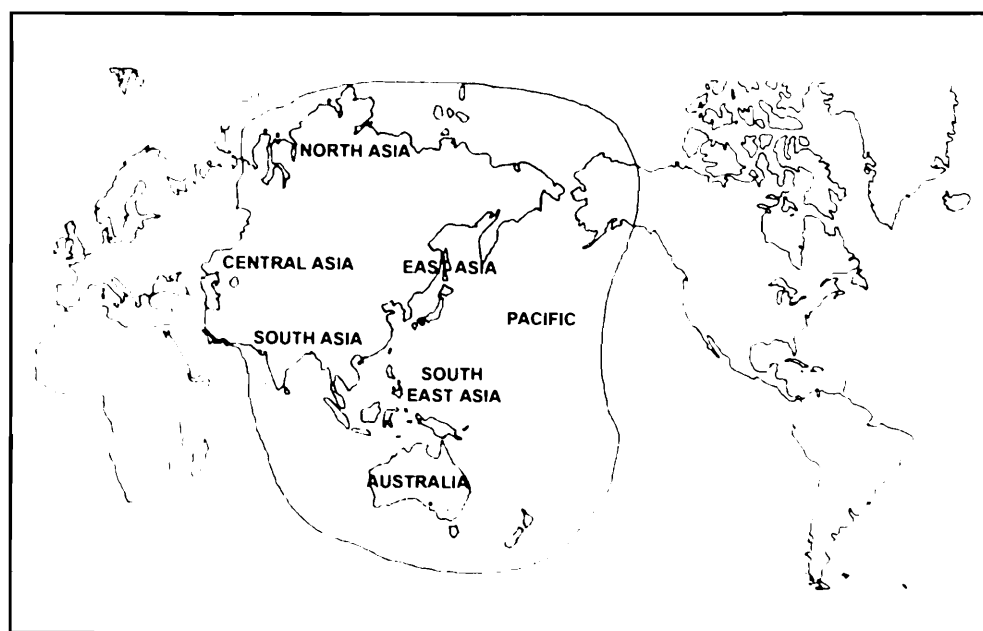 NORTH ASIA
CENTRAL ASIA
EAST ASIA
PACIFIC
SOUTH ASIA
SOUTH
EAST ASIA
AUSTRALIA